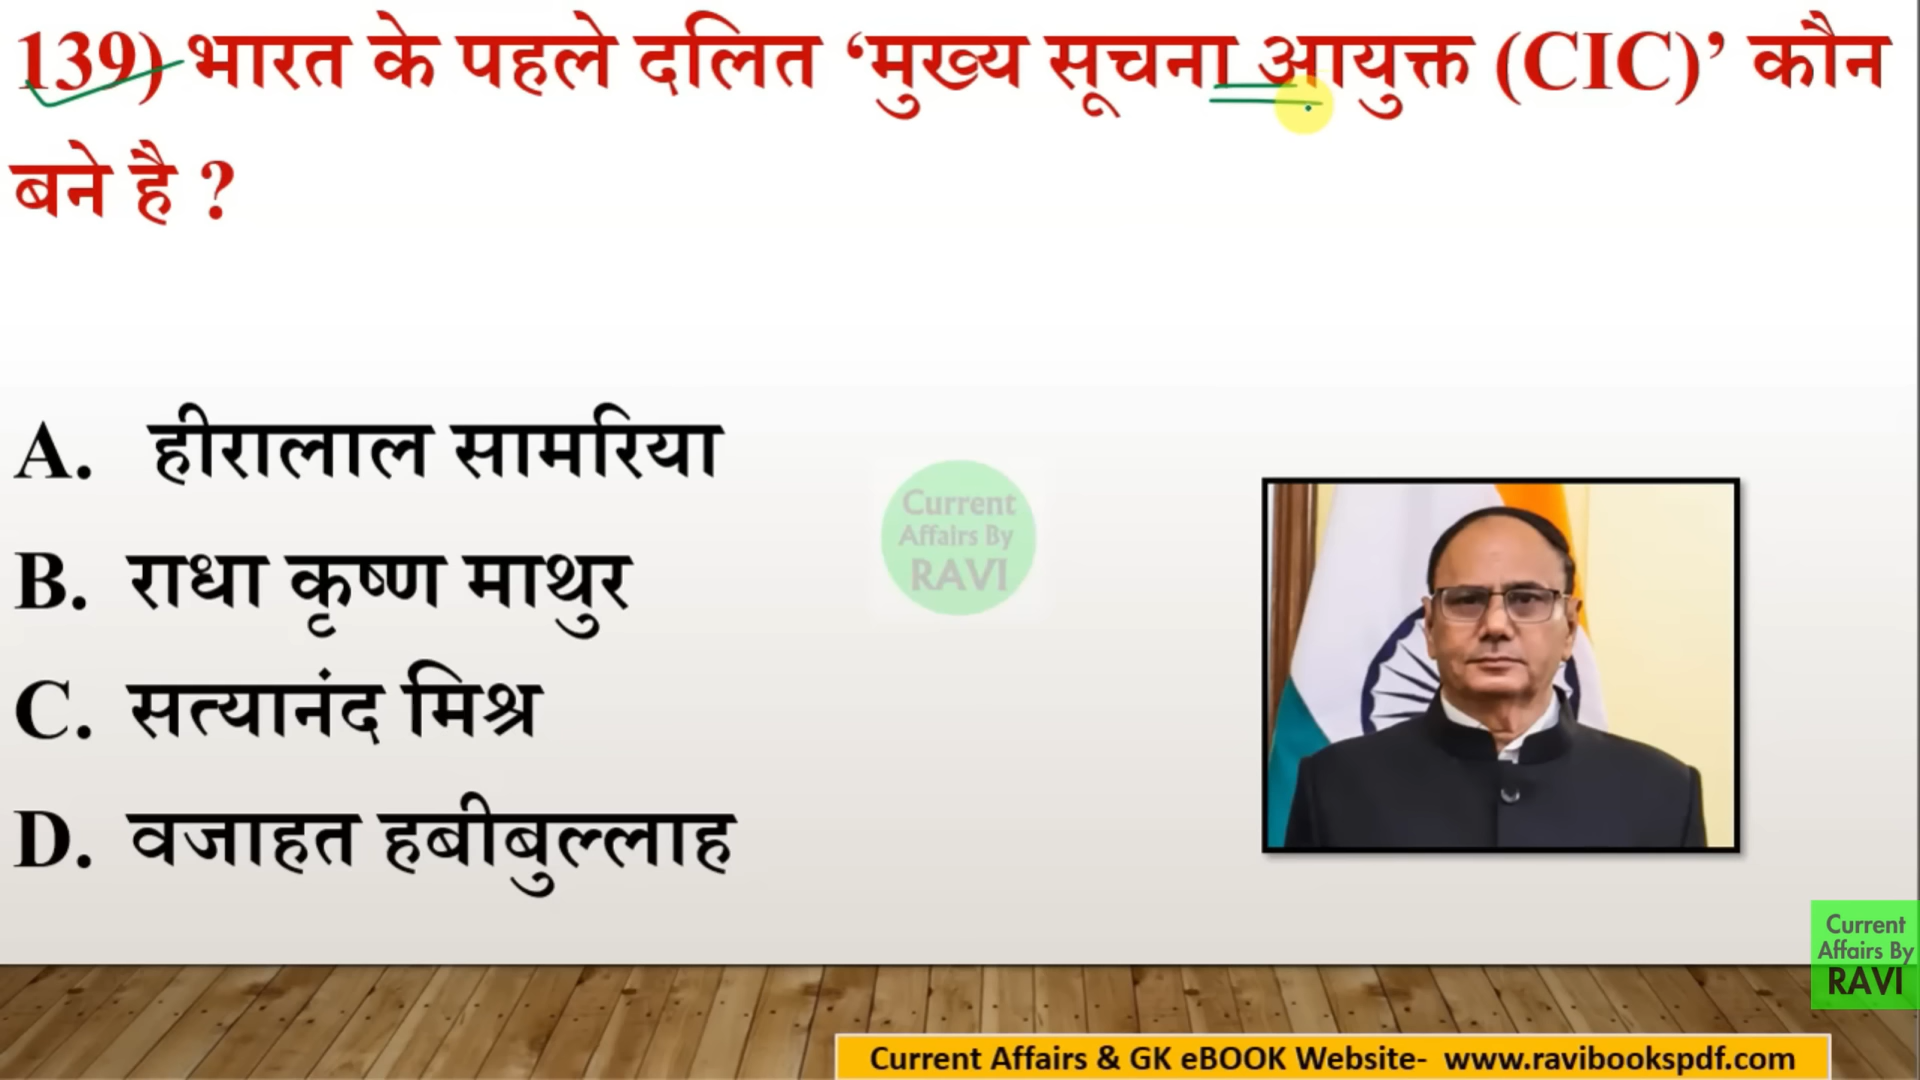 139) भारत के पहले दलित ‘मुख्य सूचना आयुक्त (CIC)’ कौन
बने है ?
A. हीरालाल सामरिया
B. राधा कृष्ण माथुर
C. सत्यानंद मिश्र
D. वजाहत हबीबुल्लाह
Current
Affairs By
RAVI
Current
Affairs By
RAVI
Current Affairs & GK eBOOK Website- www.ravibookspdf.com